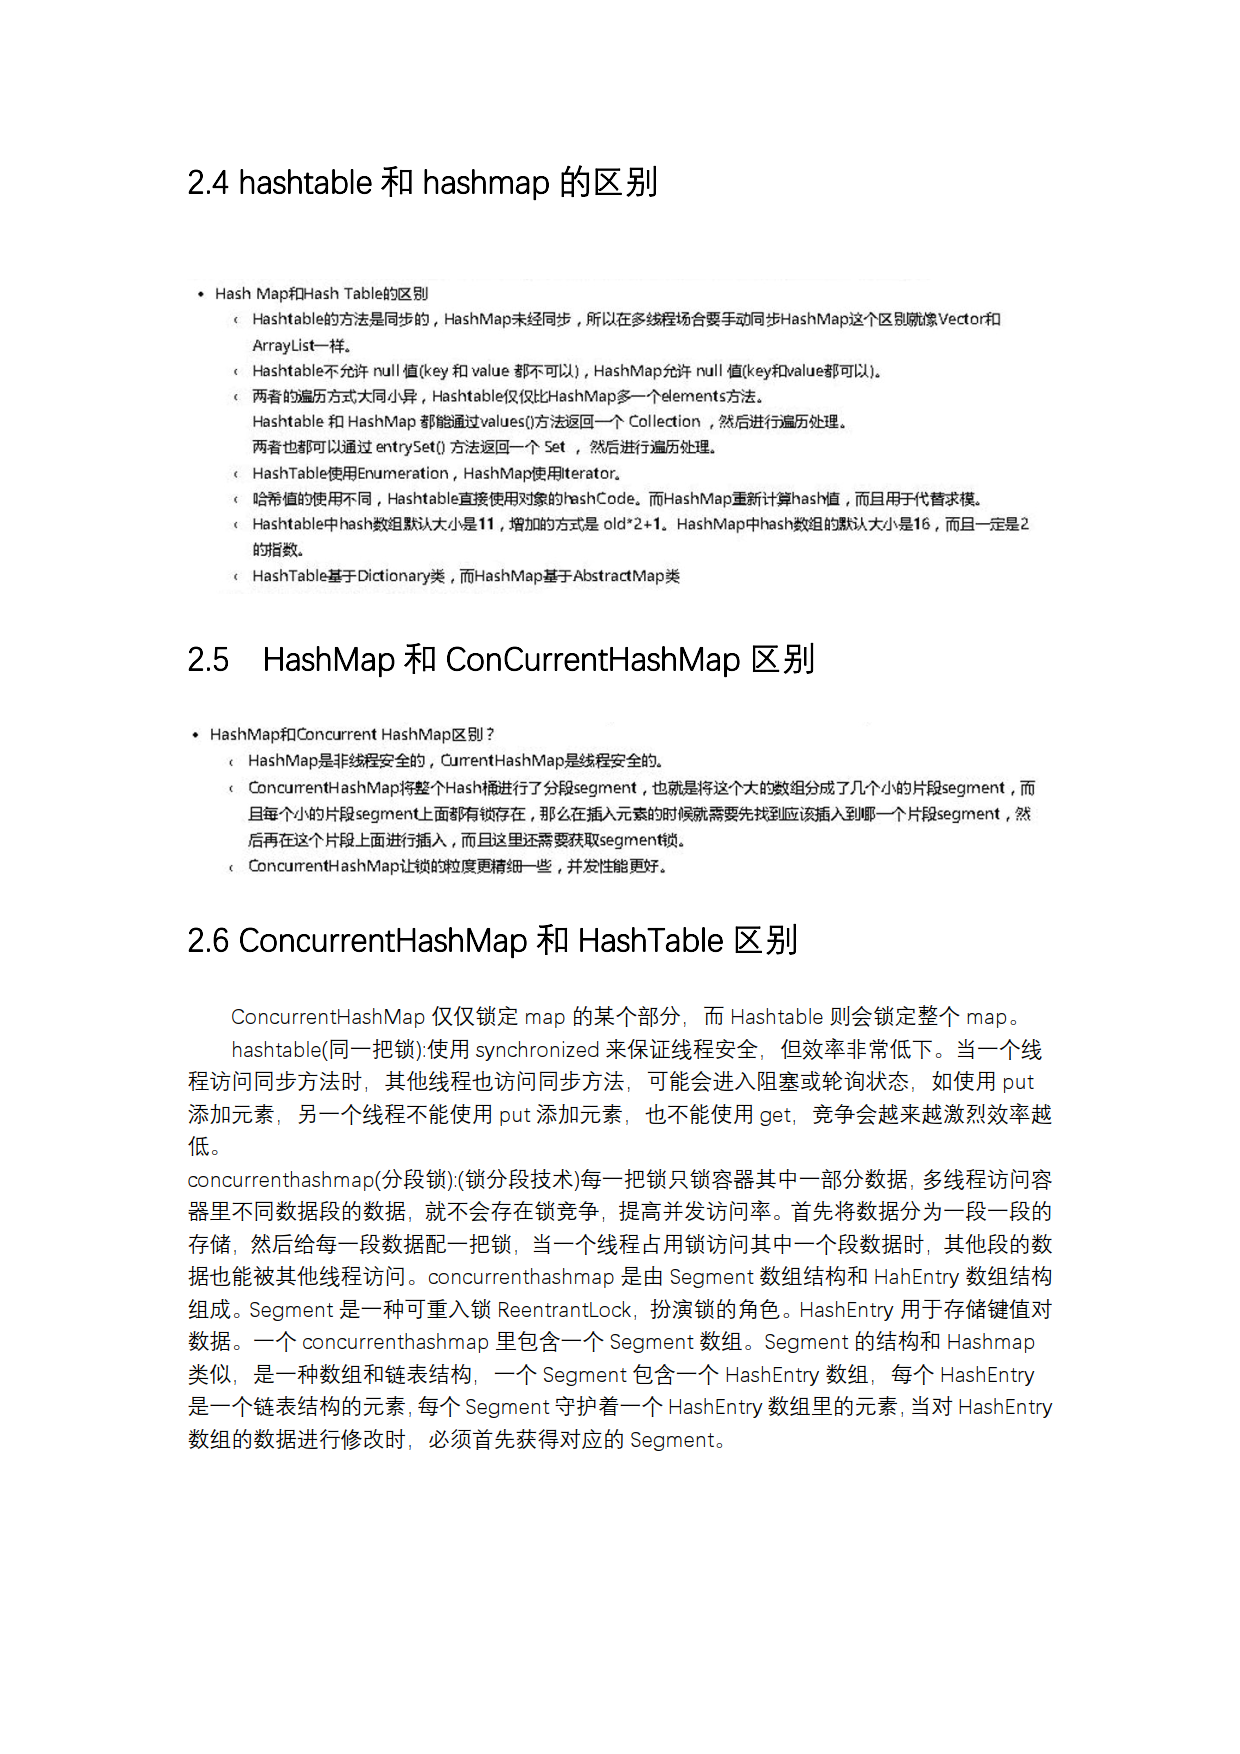 2.4 hashtable 和 hashmap 的区别
• Hash Map和Hash Table的区别
‹ Hashtable的方法是同步的，HashMap未经同步，所以在多线程场合要手动同步HashMap这个区别就像Vector和
ArrayList一样。
‹ Hashtable不允许 null 值(key 和 value 都不可以)，HashMap允许 null 值(key和value都可以)。
‹ 两者的遍历方式大同小异，Hashtable仅仅比HashMap多一个elements方法。
Hashtable 和 HashMap 都能通过values()方法返回一个 Collection ，然后进行遍历处理。
两者也都可以通过 entrySet() 方法返回一个 Set ， 然后进行遍历处理。
‹ HashTable使用Enumeration，HashMap使用Iterator。
‹ 哈希值的使用不同，Hashtable直接使用对象的hashCode。而HashMap重新计算hash值，而且用于代替求模。
‹ Hashtable中hash数组默认大小是11，增加的方式是 old*2+1。HashMap中hash数组的默认大小是16，而且一定是2
的指数。
‹ HashTable基于Dictionary类，而HashMap基于AbstractMap类
2.5 HashMap 和 ConCurrentHashMap 区别
• HashMap和Concurrent HashMap区别？
‹ HashMap是非线程安全的，CurrentHashMap是线程安全的。
‹ ConcurrentHashMap将整个Hash桶进行了分段segment，也就是将这个大的数组分成了几个小的片段segment，而
且每个小的片段segment上面都有锁存在，那么在插入元素的时候就需要先找到应该插入到哪一个片段segment，然
后再在这个片段上面进行插入，而且这里还需要获取segment锁。
‹ ConcurrentHashMap让锁的粒度更精细一些，并发性能更好。
2.6 ConcurrentHashMap 和 HashTable 区别
ConcurrentHashMap 仅仅锁定 map 的某个部分，而 Hashtable 则会锁定整个 map。
hashtable(同一把锁):使用 synchronized 来保证线程安全，但效率非常低下。当一个线
程访问同步方法时，其他线程也访问同步方法，可能会进入阻塞或轮询状态，如使用 put
添加元素，另一个线程不能使用 put 添加元素，也不能使用 get，竞争会越来越激烈效率越
低。
concurrenthashmap(分段锁):(锁分段技术)每一把锁只锁容器其中一部分数据，多线程访问容
器里不同数据段的数据，就不会存在锁竞争，提高并发访问率。首先将数据分为一段一段的
存储，然后给每一段数据配一把锁，当一个线程占用锁访问其中一个段数据时，其他段的数
据也能被其他线程访问。concurrenthashmap 是由 Segment 数组结构和 HahEntry 数组结构
组成。Segment 是一种可重入锁 ReentrantLock，扮演锁的角色。HashEntry 用于存储键值对
数据。一个 concurrenthashmap 里包含一个 Segment 数组。Segment 的结构和 Hashmap
类似，是一种数组和链表结构，一个 Segment 包含一个 HashEntry 数组，每个 HashEntry
是一个链表结构的元素，每个 Segment 守护着一个 HashEntry 数组里的元素，当对 HashEntry
数组的数据进行修改时，必须首先获得对应的 Segment。